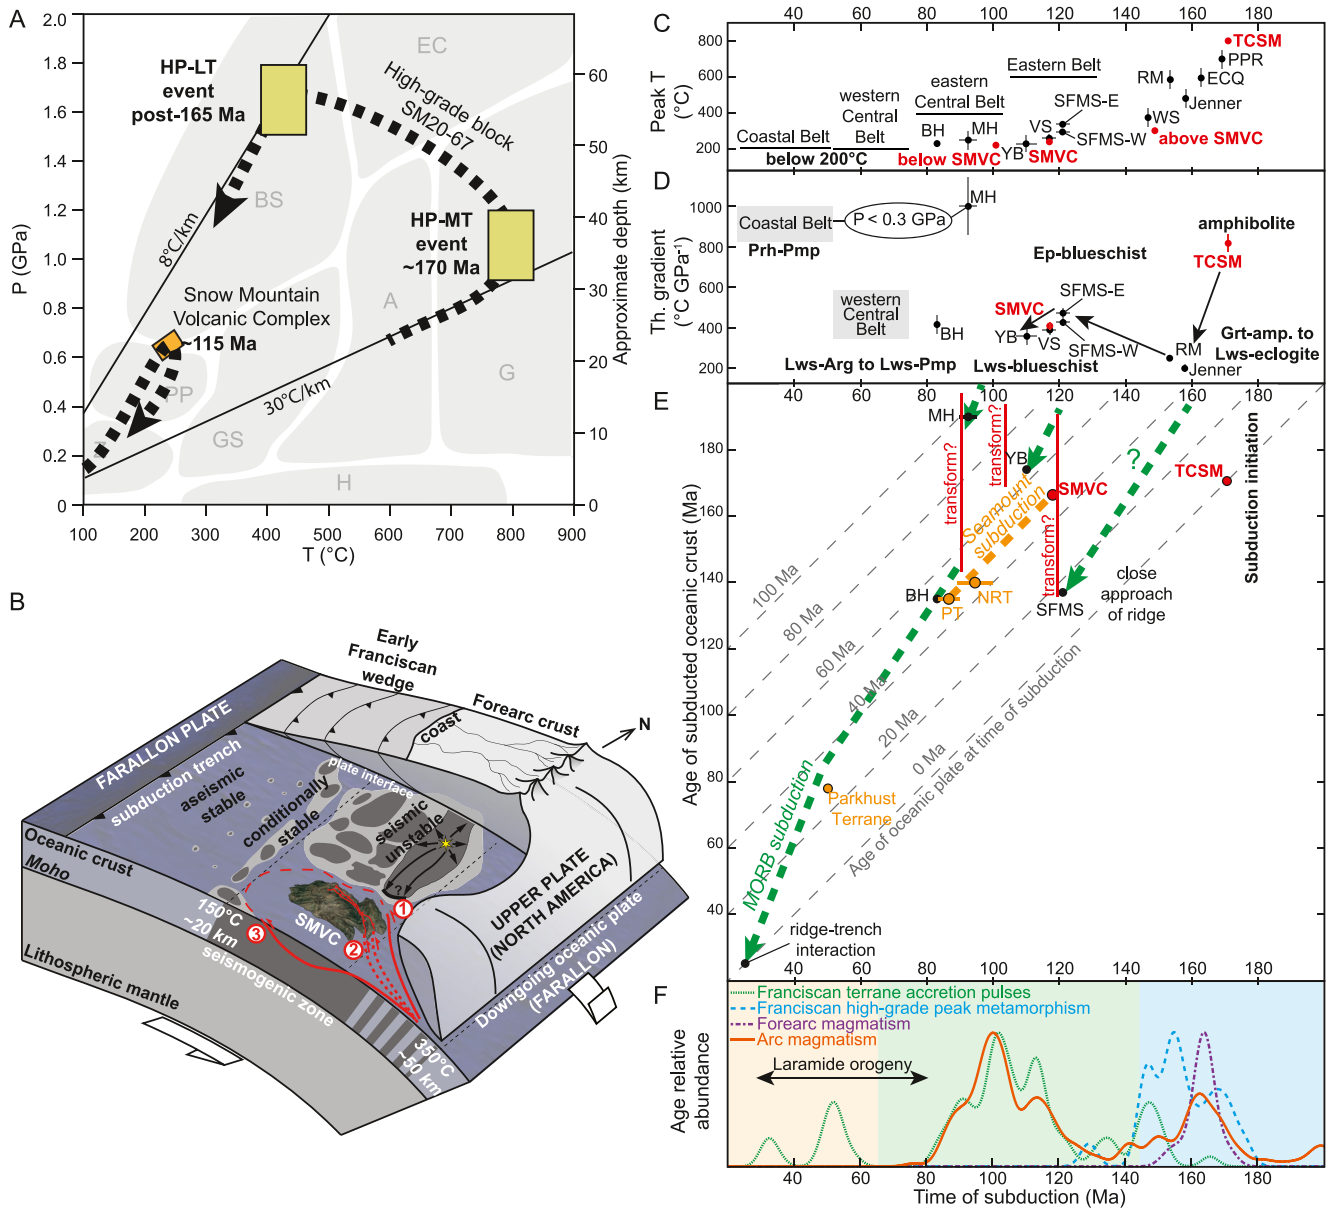 A
2.0
1.8
1.6
1.4
1.2
1.0
0.8
0.6
0.4
0.2
0
P (GPa)
100
200
300
400
500
600
700
800
900
T (°C)
60
50
40
30
20
10
0
Approximate depth (km)
HP-LT
event
post-165 Ma
High-grade block
SM20-67
HP-MT
event
~170 Ma
Snow Mountain
Volcanic Complex
~115 Ma
8°C/km
30°C/km
EC
BS
A
G
PP
GS
Z
H
B
Early
Franciscan
wedge
Forearc crust
coast
N
FARALLON PLATE
subduction trench
aseismic
stable
conditionally
stable
plate interface
seismic
unstable
?
Oceanic crust
Moho
Lithospheric mantle
150°C
~20 km
seismogenic zone
350°C
~50 km
SMVC
1
2
3
UPPER PLATE
(NORTH AMERICA)
Downgoing oceanic plate
(FARALLON)
C
20 40 60 80 100 120 140 160 180
Peak T
(°C)
800
600
400
200
Coastal Belt
western
Central
Belt
eastern
Central Belt
Eastern Belt
below 200°C
below SMVC
BH
MH
YB
VS
SMVC
SFMS-E
SFMS-W
WS
above SMVC
RM
Jenner
ECQ
PPR
TCSM
D
Th. gradient
(°C GPa⁻¹)
1000
800
600
400
200
Coastal Belt
P < 0.3 GPa
MH
Prh-Pmp
western
Central
Belt
BH
Lws-Arg to Lws-Pmp
Ep-blueschist
SMVC
YB
VS
SFMS-E
SFMS-W
Lws-blueschist
amphibolite
TCSM
RM
Jenner
Grt-amp. to
Lws-eclogite
20 40 60 80 100 120 140 160 180
E
Age of subducted oceanic crust (Ma)
180
160
140
120
100
80
60
40
MH
transform?
transform?
transform?
YB
SMVC
Seamount
subduction
?
TCSM
Subduction initiation
BH
PT
NRT
SFMS
close
approach
of ridge
100 Ma
80 Ma
60 Ma
40 Ma
20 Ma
0 Ma
Age of oceanic plate at time of subduction
MORB subduction
Parkhust
Terrane
ridge-trench
interaction
20 40 60 80 100 120 140 160 180
F
Franciscan terrane accretion pulses
Franciscan high-grade peak metamorphism
Forearc magmatism
Arc magmatism
Laramide orogeny
Age relative
abundance
20 40 60 80 100 120 140 160 180
Time of subduction (Ma)